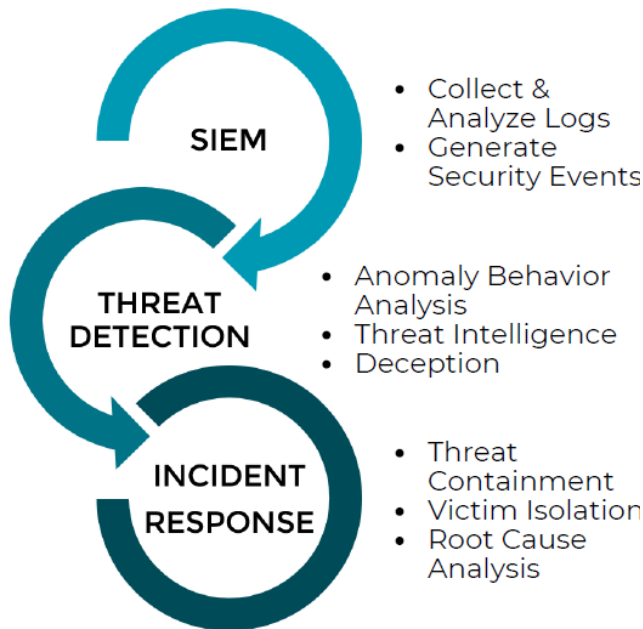 SIEM
• Collect &
Analyze Logs
• Generate
Security Events
THREAT
DETECTION
• Anomaly Behavior
Analysis
• Threat Intelligence
• Deception
INCIDENT
RESPONSE
• Threat
Containment
• Victim Isolation
• Root Cause
Analysis